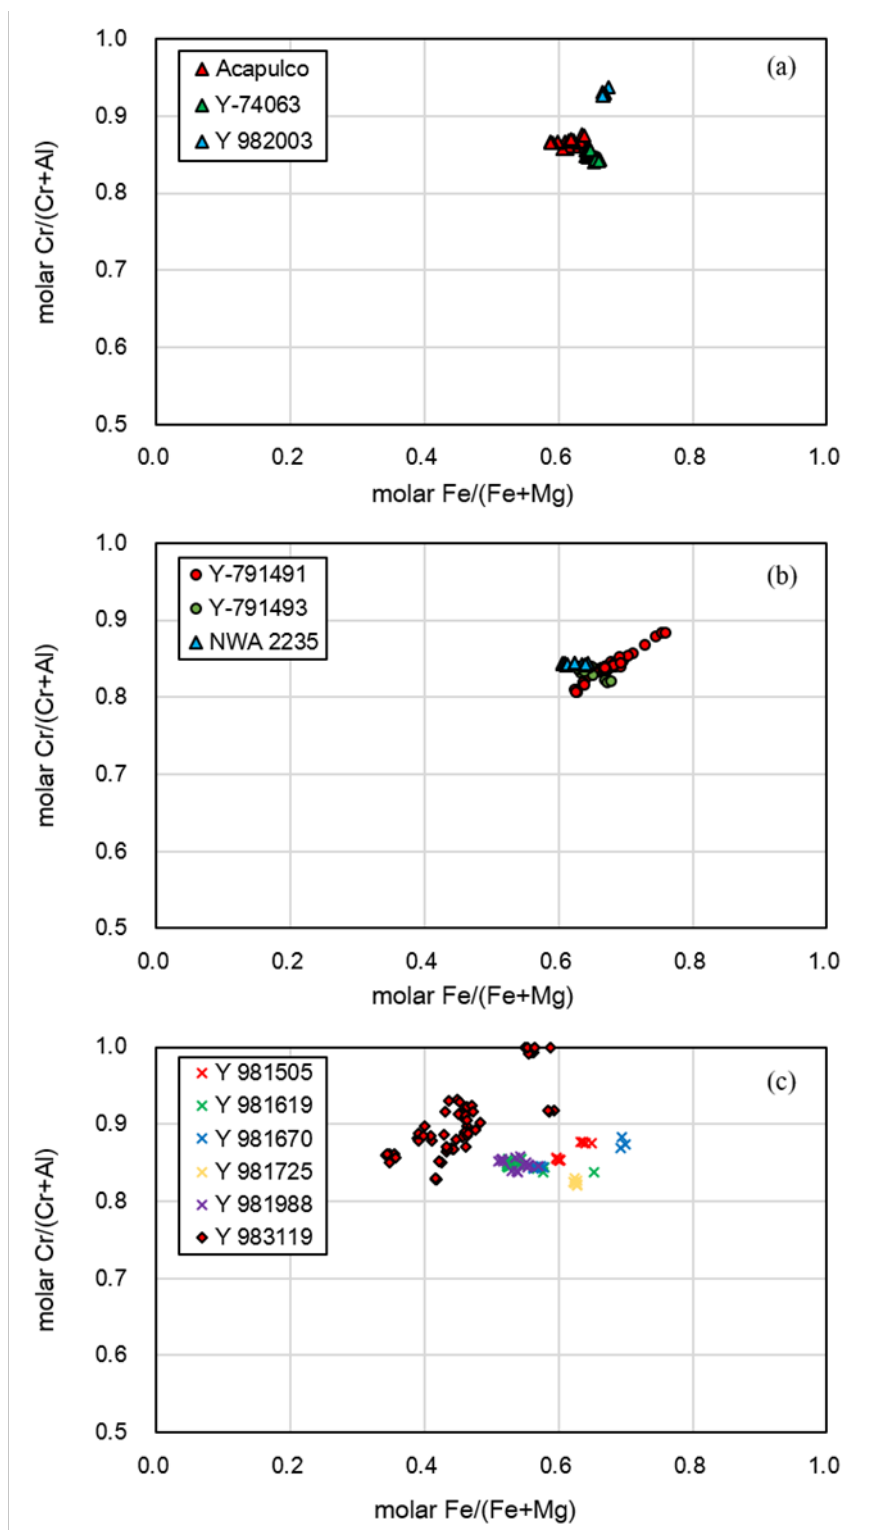 1.0
(a)
Acapulco
Y-74063
Y 982003
0.9
0.8
0.7
0.6
0.5
molar Cr/(Cr+Al)
0.0 0.2 0.4 0.6 0.8 1.0
molar Fe/(Fe+Mg)
1.0
(b)
Y-791491
Y-791493
NWA 2235
0.9
0.8
0.7
0.6
0.5
molar Cr/(Cr+Al)
0.0 0.2 0.4 0.6 0.8 1.0
molar Fe/(Fe+Mg)
1.0
(c)
Y 981505
Y 981619
Y 981670
Y 981725
Y 981988
Y 983119
0.9
0.8
0.7
0.6
0.5
molar Cr/(Cr+Al)
0.0 0.2 0.4 0.6 0.8 1.0
molar Fe/(Fe+Mg)